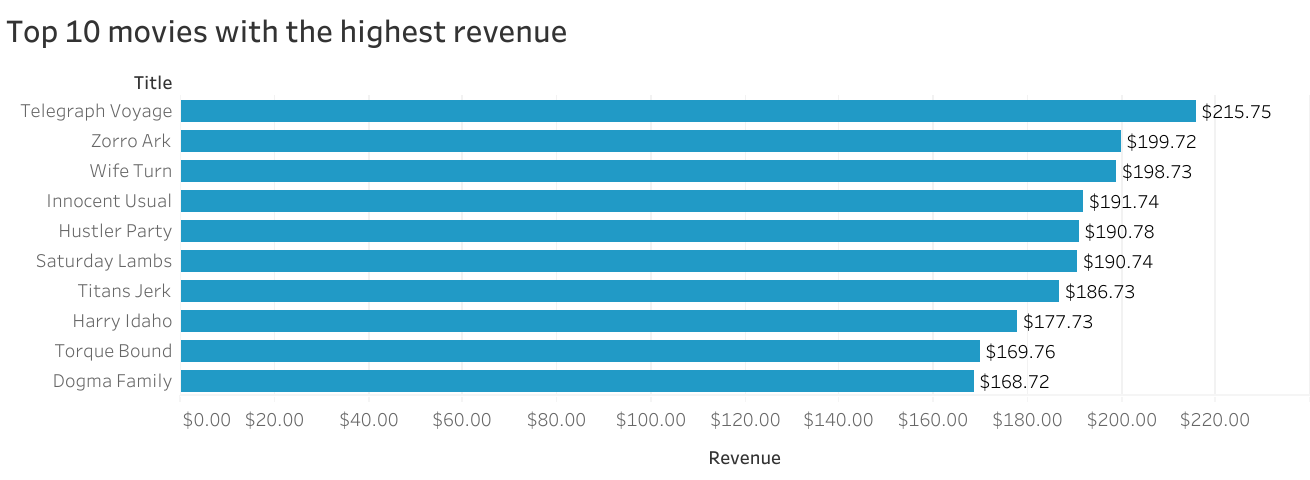 Top 10 movies with the highest revenue
Title
Telegraph Voyage $215.75
Zorro Ark $199.72
Wife Turn $198.73
Innocent Usual $191.74
Hustler Party $190.78
Saturday Lambs $190.74
Titans Jerk $186.73
Harry Idaho $177.73
Torque Bound $169.76
Dogma Family $168.72
$0.00 $20.00 $40.00 $60.00 $80.00 $100.00 $120.00 $140.00 $160.00 $180.00 $200.00 $220.00
Revenue